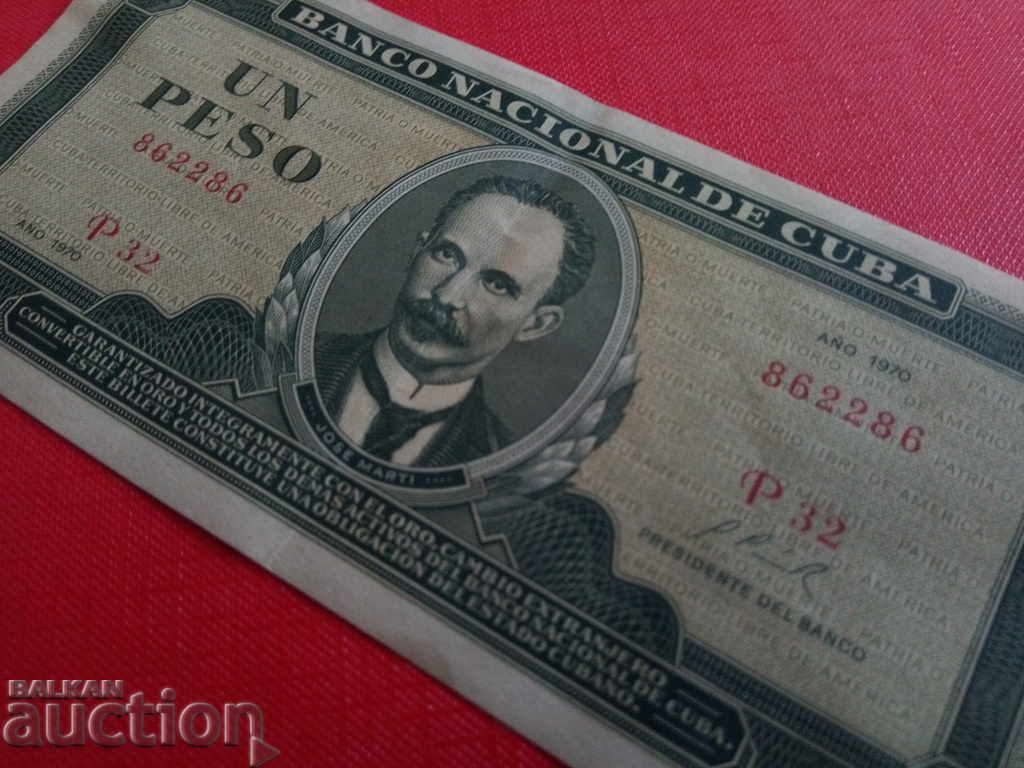 BANCO NACIONAL DE CUBA
UN
PESO
862286
P 32
AÑO 1970
JOSE MARTI
AÑO 1970
862286
P 32
PRESIDENTE DEL BANCO
GARANTIZADO INTEGRAMENTE CON EL ORO, CAMBIO EXTRANJERO
CONVERTIBLE EN ORO Y TODOS LOS DEMAS ACTIVOS DEL BANCO NACIONAL DE CUBA.
ESTE BILLETE CONSTITUYE UNA OBLIGACION DEL ESTADO CUBANO.
PATRIA O MUERTE
CUBA TERRITORIO LIBRE DE AMERICA
BALKAN
auction